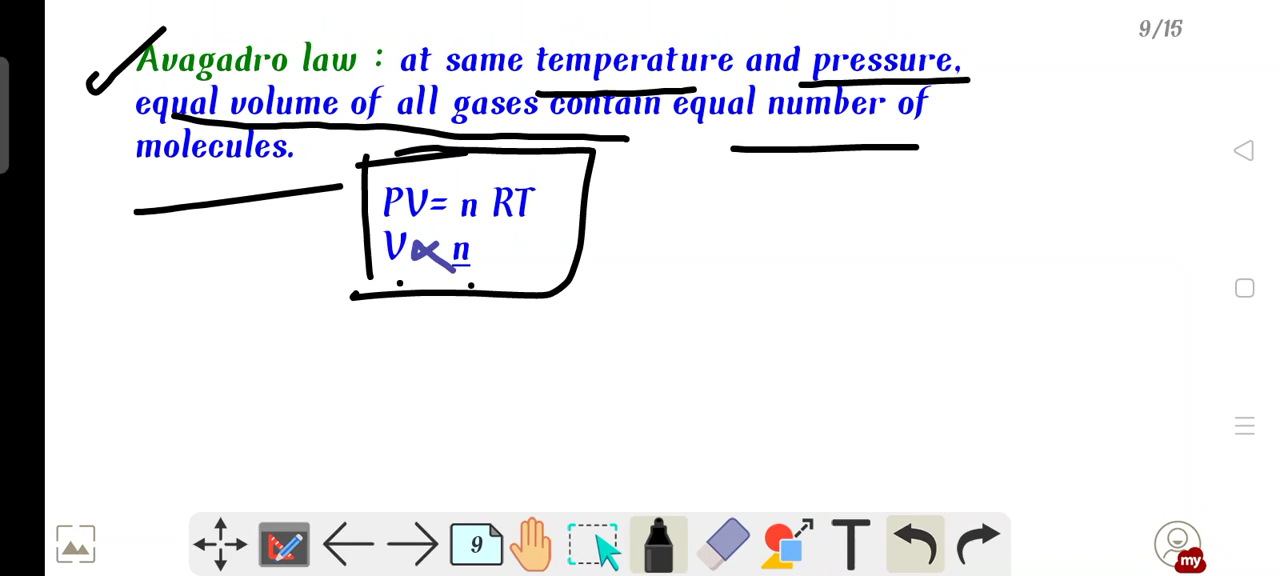 9/15
Avagadro law : at same temperature and pressure,
equal volume of all gases contain equal number of
molecules.
PV= n RT
V ∝ n
9
T
my